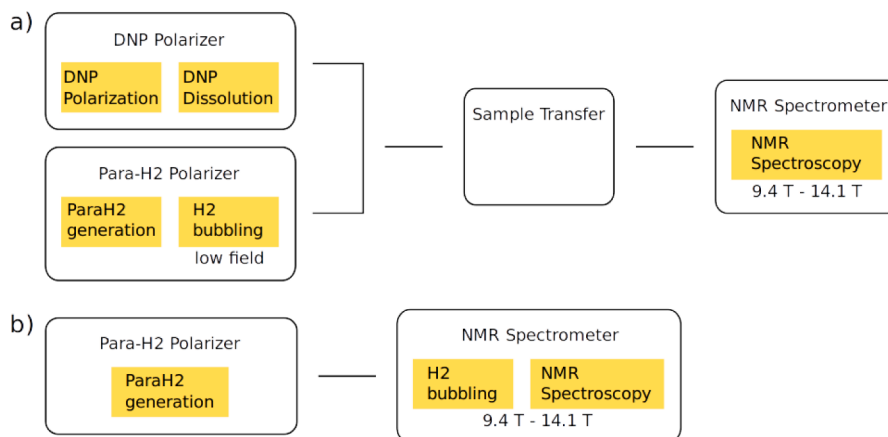 a)
DNP Polarizer
DNP
Polarization
DNP
Dissolution
Para-H2 Polarizer
ParaH2
generation
H2
bubbling
low field
Sample Transfer
NMR Spectrometer
NMR
Spectroscopy
9.4 T - 14.1 T
b)
Para-H2 Polarizer
ParaH2
generation
NMR Spectrometer
H2
bubbling
NMR
Spectroscopy
9.4 T - 14.1 T